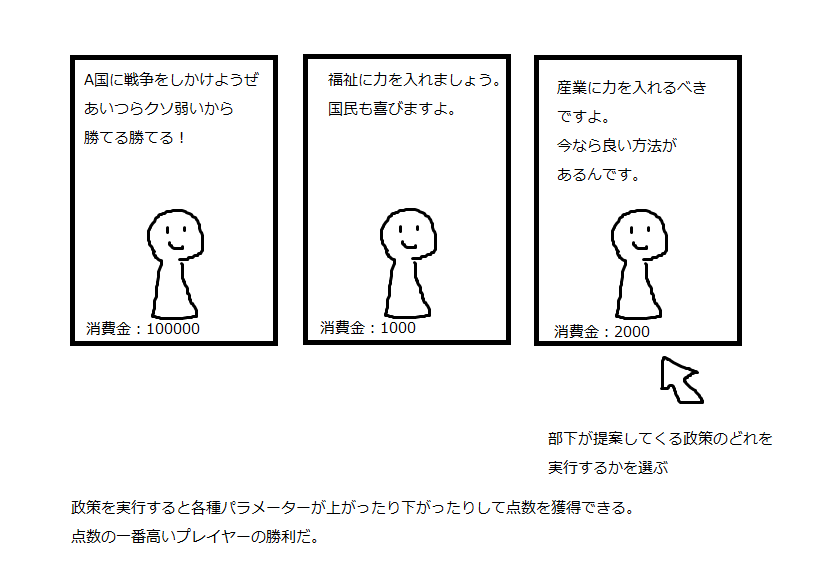 A国に戦争をしかけようぜ
あいつらクソ弱いから
勝てる勝てる！
消費金：100000
福祉に力を入れましょう。
国民も喜びますよ。
消費金：1000
産業に力を入れるべき
ですよ。
今なら良い方法が
あるんです。
消費金：2000
部下が提案してくる政策のどれを
実行するかを選ぶ
政策を実行すると各種パラメーターが上がったり下がったりして点数を獲得できる。
点数の一番高いプレイヤーの勝利だ。